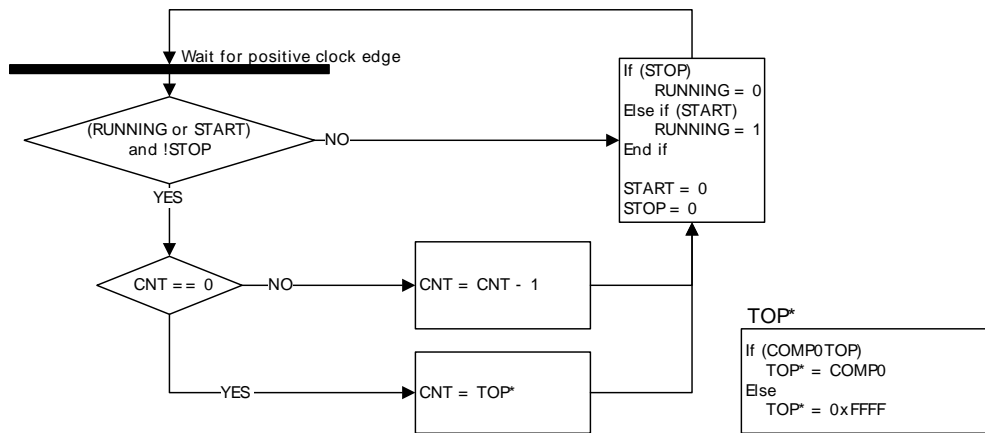 Wait for positive clock edge
(RUNNING or START)
and !STOP
NO
YES
If (STOP)
RUNNING = 0
Else if (START)
RUNNING = 1
End if
START = 0
STOP = 0
CNT == 0
NO
CNT = CNT - 1
YES
CNT = TOP*
TOP*
If (COMP0TOP)
TOP* = COMP0
Else
TOP* = 0xFFFF